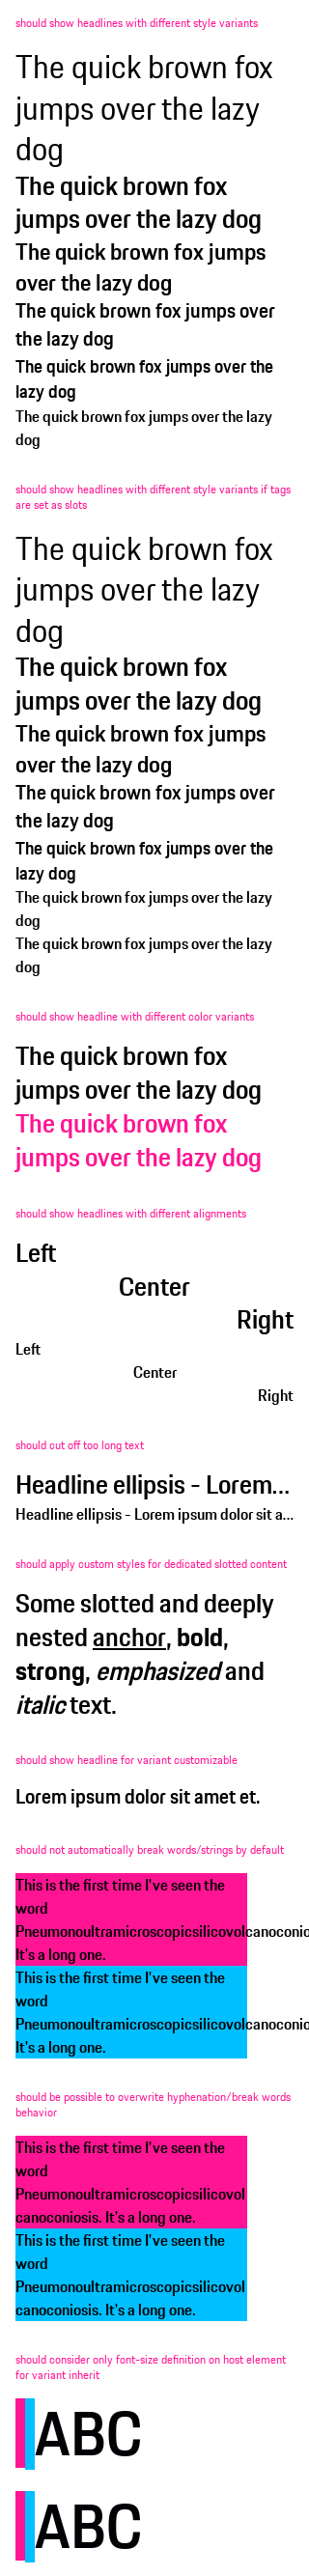 should show headlines with different style variants
The quick brown fox
jumps over the lazy
dog
The quick brown fox
jumps over the lazy dog
The quick brown fox jumps
over the lazy dog
The quick brown fox jumps over
the lazy dog
The quick brown fox jumps over the
lazy dog
The quick brown fox jumps over the lazy
dog
should show headlines with different style variants if tags
are set as slots
The quick brown fox
jumps over the lazy
dog
The quick brown fox
jumps over the lazy dog
The quick brown fox jumps
over the lazy dog
The quick brown fox jumps over
the lazy dog
The quick brown fox jumps over the
lazy dog
The quick brown fox jumps over the lazy
dog
The quick brown fox jumps over the lazy
dog
should show headline with different color variants
The quick brown fox
jumps over the lazy dog
The quick brown fox
jumps over the lazy dog
should show headlines with different alignments
Left
Center
Right
Left
Center
Right
should cut off too long text
Headline ellipsis - Lorem...
Headline ellipsis - Lorem ipsum dolor sit a...
should apply custom styles for dedicated slotted content
Some slotted and deeply
nested anchor, bold,
strong, emphasized and
italic text.
should show headline for variant customizable
Lorem ipsum dolor sit amet et.
should not automatically break words/strings by default
This is the first time I've seen the
word
Pneumonoultramicroscopicsilicovolcanoconio
It's a long one.
This is the first time I've seen the
word
Pneumonoultramicroscopicsilicovolcanoconio
It's a long one.
should be possible to overwrite hyphenation/break words
behavior
This is the first time I've seen the
word
Pneumonoultramicroscopicsilicovol
canoconiosis. It's a long one.
This is the first time I've seen the
word
Pneumonoultramicroscopicsilicovol
canoconiosis. It's a long one.
should consider only font-size definition on host element
for variant inherit
ABC
ABC